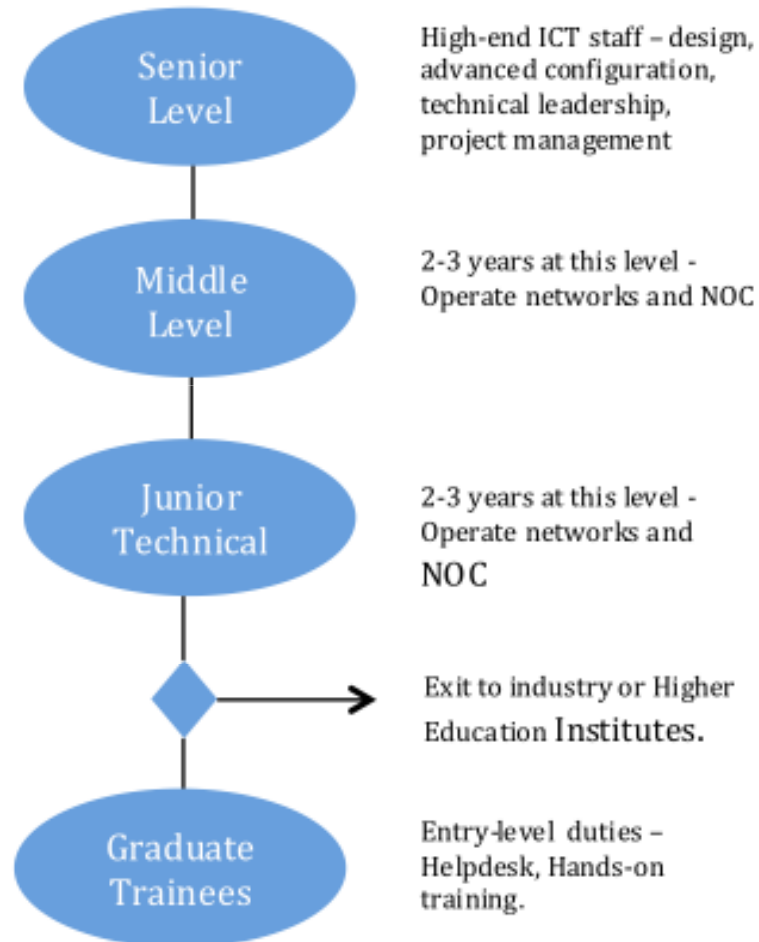 Senior
Level
High-end ICT staff – design,
advanced configuration,
technical leadership,
project management
Middle
Level
2-3 years at this level -
Operate networks and NOC
Junior
Technical
2-3 years at this level -
Operate networks and
NOC
Exit to industry or Higher
Education Institutes.
Graduate
Trainees
Entry-level duties –
Helpdesk, Hands-on
training.